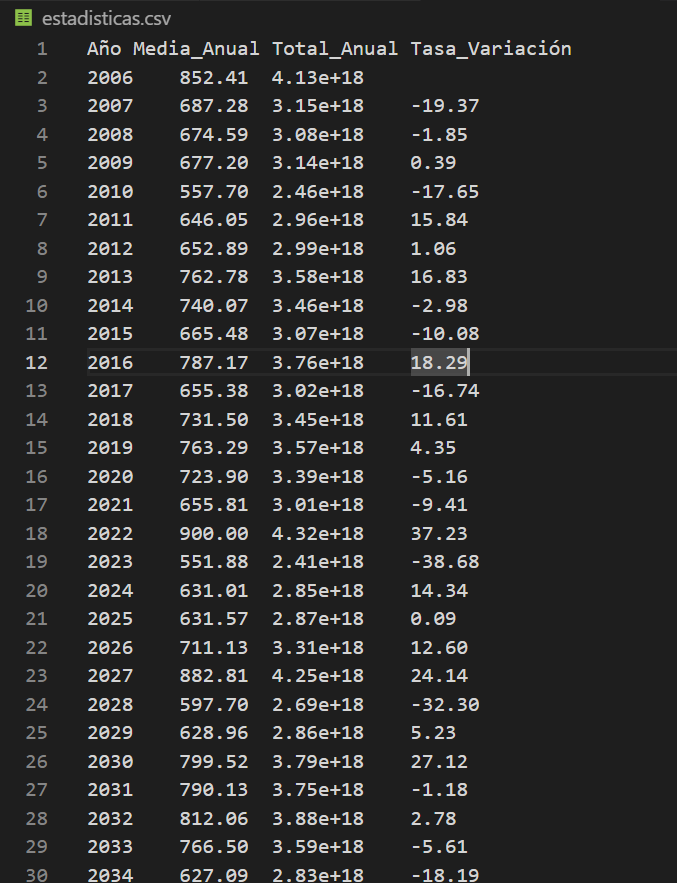 estadisticas.csv
1 Año Media_Anual Total_Anual Tasa_Variación
2 2006 852.41 4.13e+18
3 2007 687.28 3.15e+18 -19.37
4 2008 674.59 3.08e+18 -1.85
5 2009 677.20 3.14e+18 0.39
6 2010 557.70 2.46e+18 -17.65
7 2011 646.05 2.96e+18 15.84
8 2012 652.89 2.99e+18 1.06
9 2013 762.78 3.58e+18 16.83
10 2014 740.07 3.46e+18 -2.98
11 2015 665.48 3.07e+18 -10.08
12 2016 787.17 3.76e+18 18.29
13 2017 655.38 3.02e+18 -16.74
14 2018 731.50 3.45e+18 11.61
15 2019 763.29 3.57e+18 4.35
16 2020 723.90 3.39e+18 -5.16
17 2021 655.81 3.01e+18 -9.41
18 2022 900.00 4.32e+18 37.23
19 2023 551.88 2.41e+18 -38.68
20 2024 631.01 2.85e+18 14.34
21 2025 631.57 2.87e+18 0.09
22 2026 711.13 3.31e+18 12.60
23 2027 882.81 4.25e+18 24.14
24 2028 597.70 2.69e+18 -32.30
25 2029 628.96 2.86e+18 5.23
26 2030 799.52 3.79e+18 27.12
27 2031 790.13 3.75e+18 -1.18
28 2032 812.06 3.88e+18 2.78
29 2033 766.50 3.59e+18 -5.61
30 2034 627.09 2.83e+18 -18.19